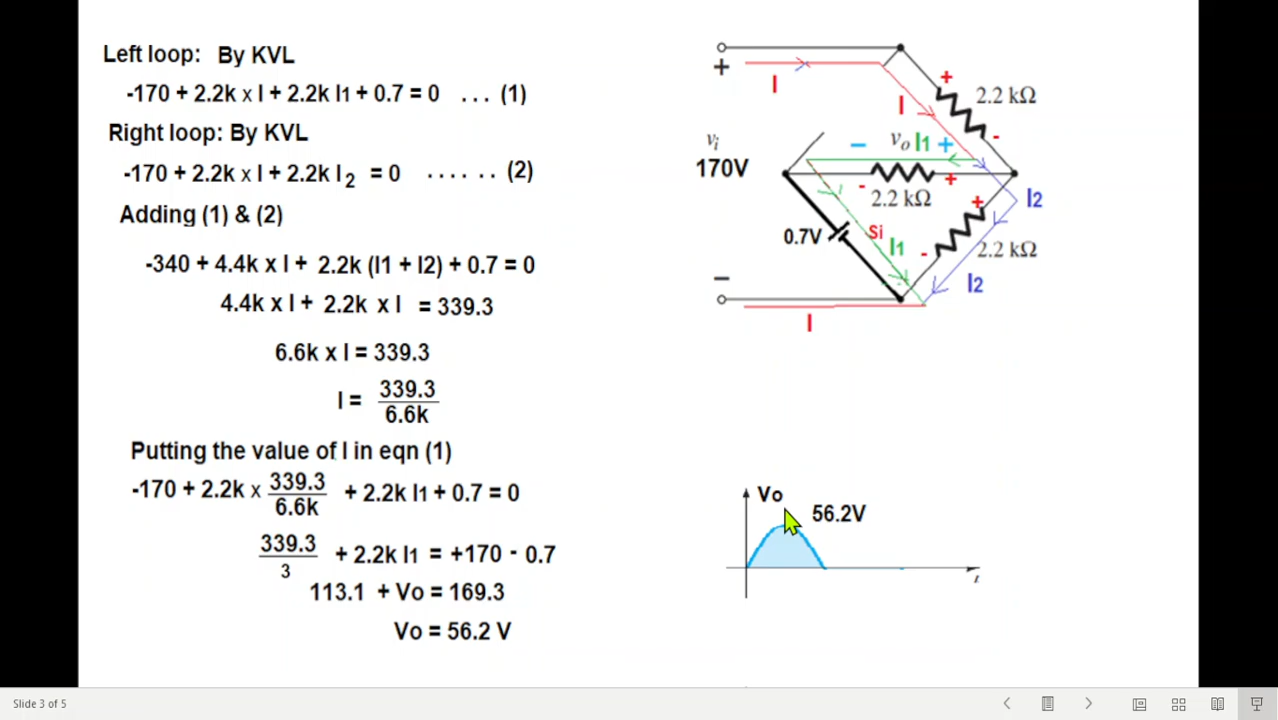 Left loop: By KVL
-170 + 2.2k x I + 2.2k I1 + 0.7 = 0 ... (1)
Right loop: By KVL
-170 + 2.2k x I + 2.2k I2 = 0 ...... (2)
Adding (1) & (2)
-340 + 4.4k x I + 2.2k (I1 + I2) + 0.7 = 0
4.4k x I + 2.2k x I = 339.3
6.6k x I = 339.3
I = 339.3
6.6k
Putting the value of I in eqn (1)
-170 + 2.2k x 339.3 + 2.2k I1 + 0.7 = 0
6.6k
339.3 + 2.2k I1 = +170 - 0.7
3
113.1 + Vo = 169.3
Vo = 56.2 V
+
I
I
+
2.2 kΩ
-
vi
170V
- vo I1 +
- 2.2 kΩ +
+
I2
0.7V
Si
I1
-
2.2 kΩ
I2
-
I
Vo
56.2V
t
Slide 3 of 5